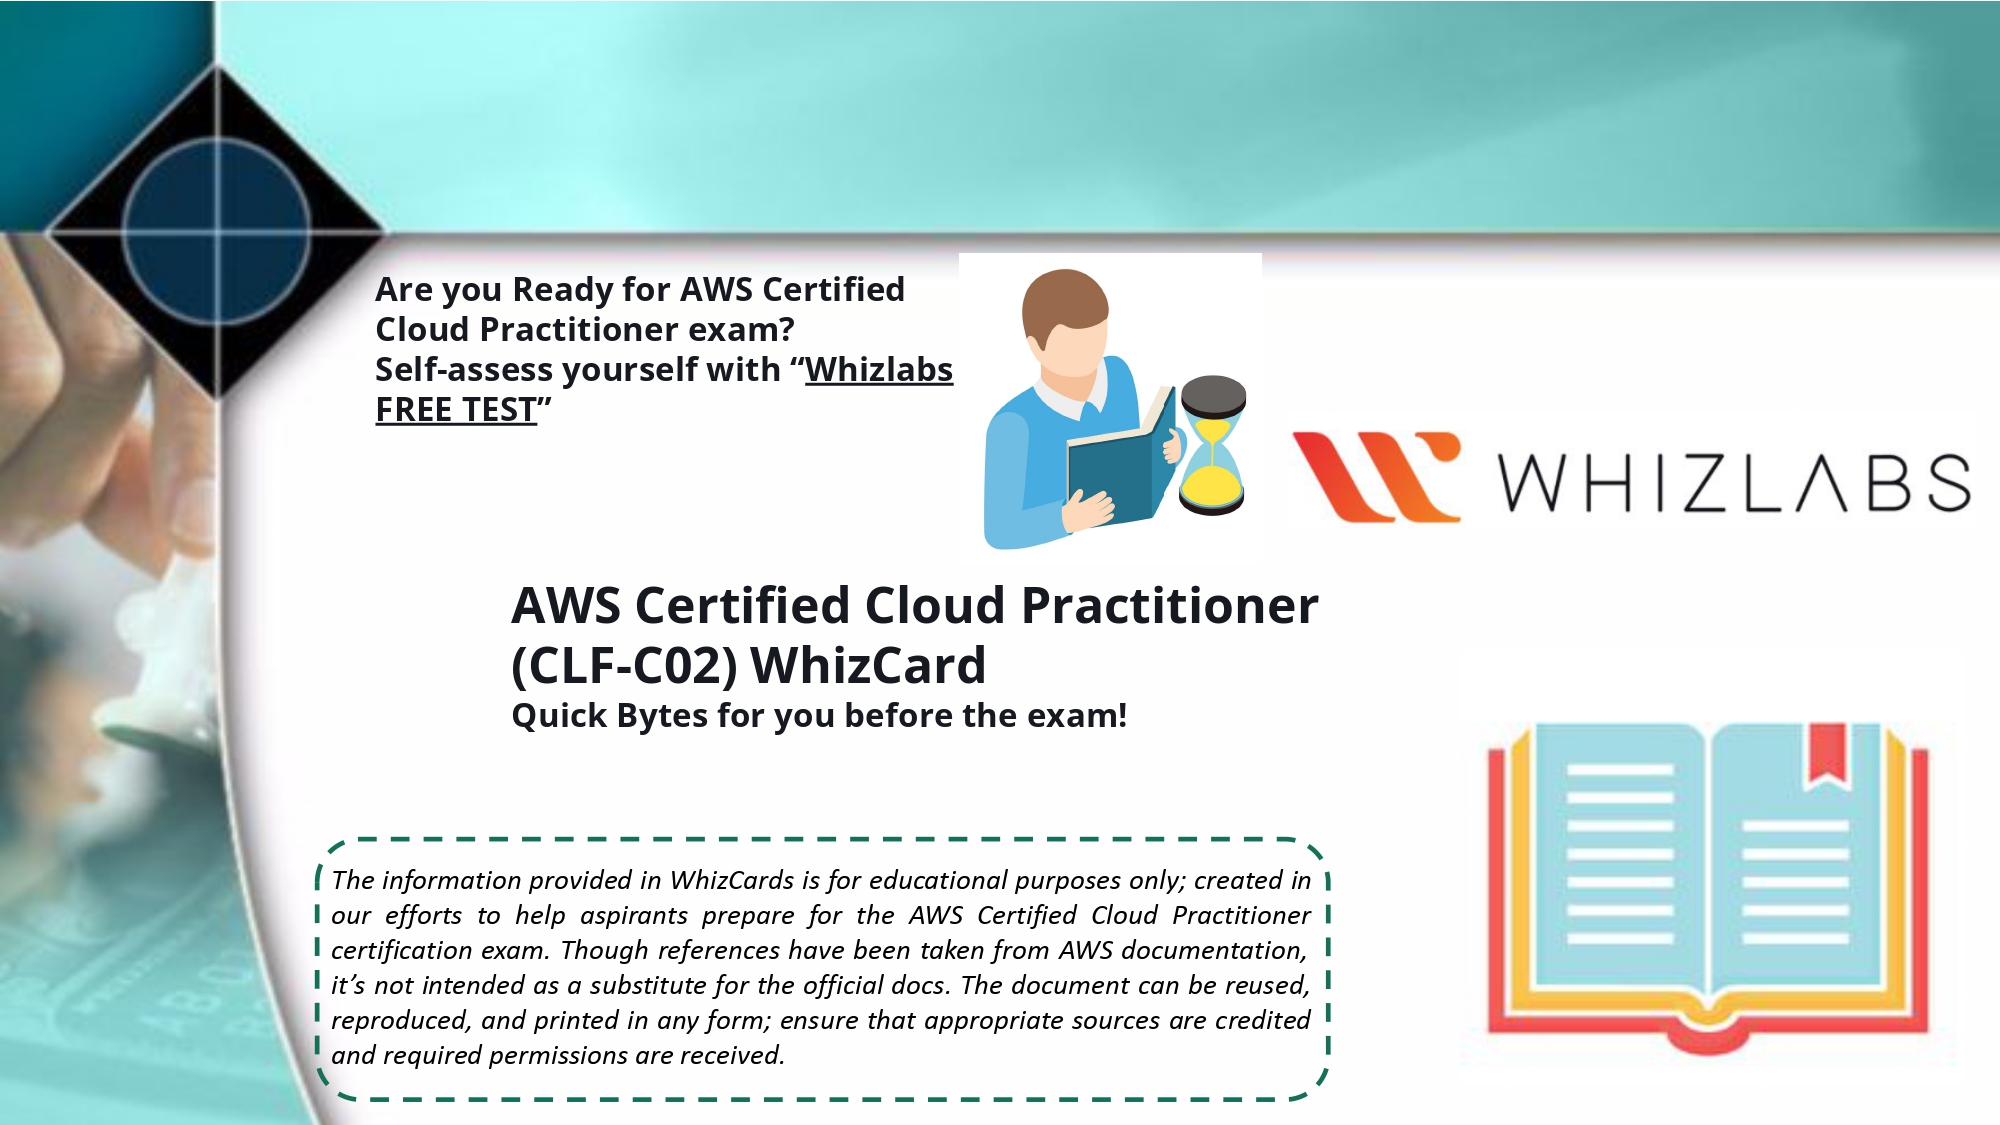 Are you Ready for AWS Certified
Cloud Practitioner exam?
Self-assess yourself with “Whizlabs
FREE TEST”
WHIZLABS
AWS Certified Cloud Practitioner
(CLF-C02) WhizCard
Quick Bytes for you before the exam!
The information provided in WhizCards is for educational purposes only; created in
our efforts to help aspirants prepare for the AWS Certified Cloud Practitioner
certification exam. Though references have been taken from AWS documentation,
it’s not intended as a substitute for the official docs. The document can be reused,
reproduced, and printed in any form; ensure that appropriate sources are credited
and required permissions are received.